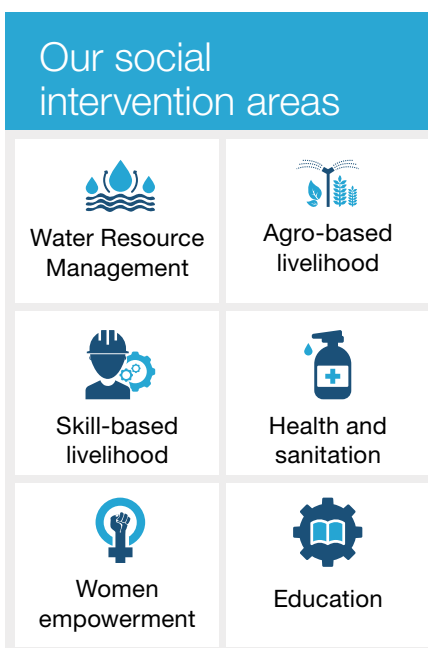 Our social
intervention areas
Water Resource
Management
Agro-based
livelihood
Skill-based
livelihood
Health and
sanitation
Women
empowerment
Education